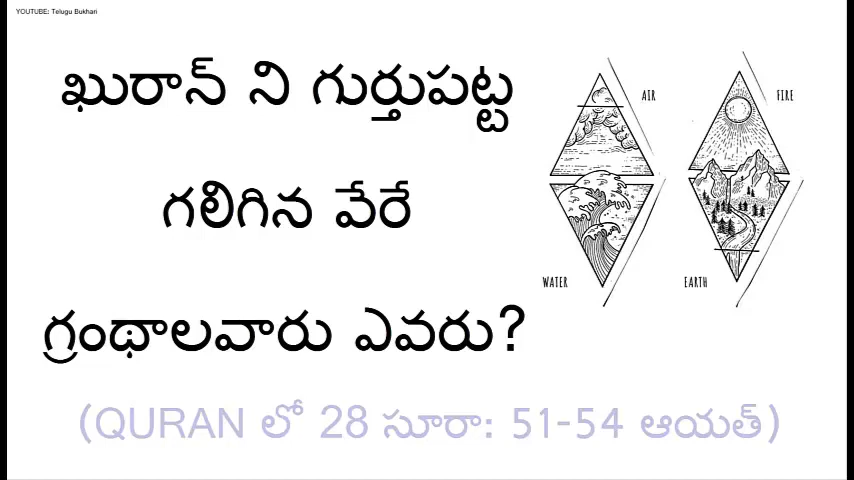 YOUTUBE: Telugu Bukhari
ఖురాన్ ని గుర్తుపట్ట
గలిగిన వేరే
గ్రంథాలవారు ఎవరు?
(QURAN లో 28 సూరా: 51-54 ఆయత్)
AIR
FIRE
WATER
EARTH